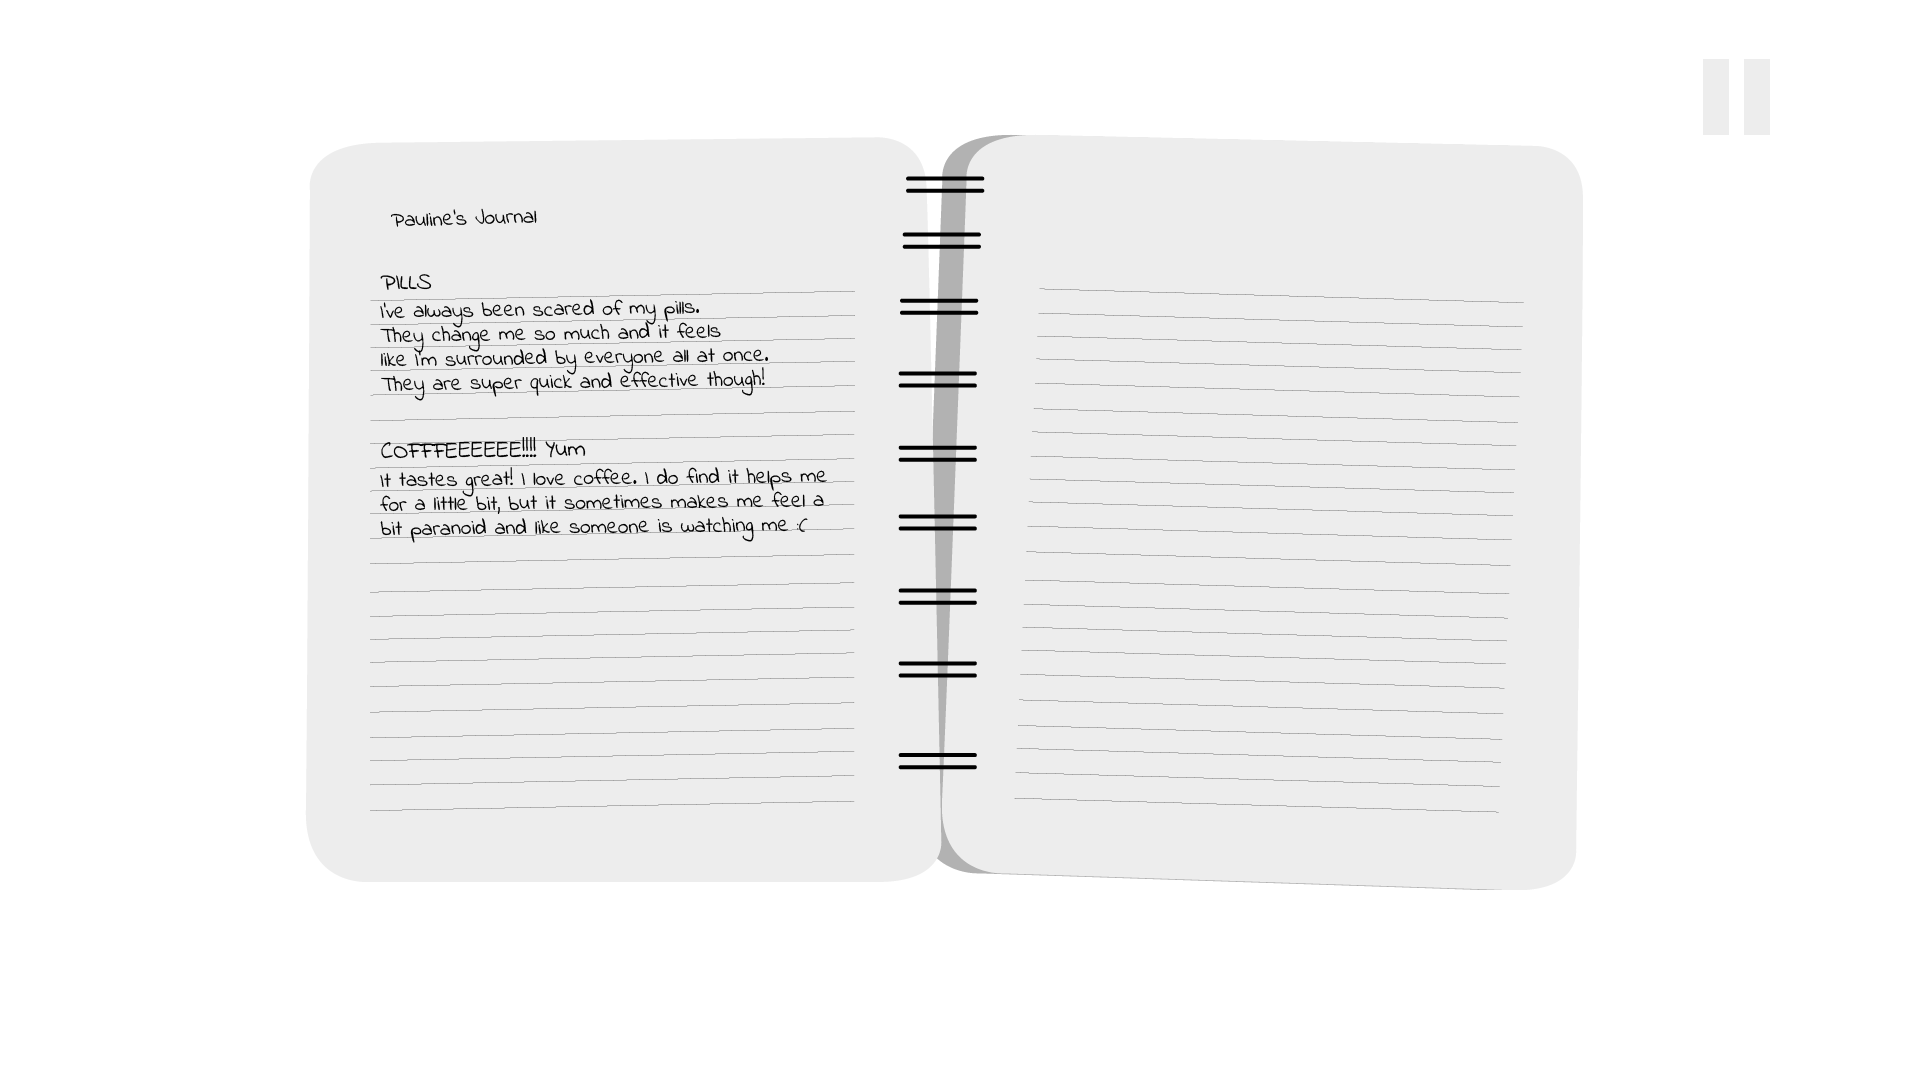 Pauline's Journal
PILLS
I've always been scared of my pills.
They change me so much and it feels
like I'm surrounded by everyone all at once.
They are super quick and effective though!
COFFFEEEEEE!!!! Yum
It tastes great! I love coffee. I do find it helps me
for a little bit, but it sometimes makes me feel a
bit paranoid and like someone is watching me :(